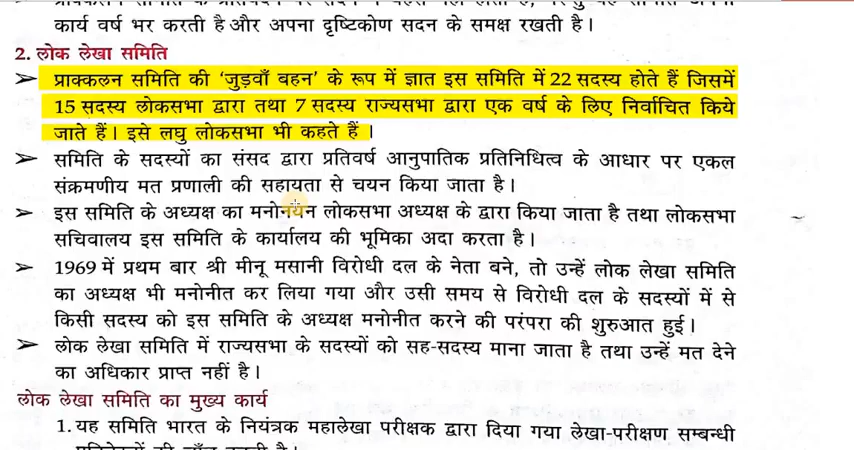 कार्य वर्ष भर करती है और अपना दृष्टिकोण सदन के समक्ष रखती है।
2. लोक लेखा समिति
➢ प्राक्कलन समिति की ‘जुड़वाँ बहन’ के रूप में ज्ञात इस समिति में 22 सदस्य होते हैं जिसमें
15 सदस्य लोकसभा द्वारा तथा 7 सदस्य राज्यसभा द्वारा एक वर्ष के लिए निर्वाचित किये
जाते हैं। इसे लघु लोकसभा भी कहते हैं ।
➢ समिति के सदस्यों का संसद द्वारा प्रतिवर्ष आनुपातिक प्रतिनिधित्व के आधार पर एकल
संक्रमणीय मत प्रणाली की सहायता से चयन किया जाता है।
➢ इस समिति के अध्यक्ष का मनोनयन लोकसभा अध्यक्ष के द्वारा किया जाता है तथा लोकसभा
सचिवालय इस समिति के कार्यालय की भूमिका अदा करता है।
➢ 1969 में प्रथम बार श्री मीनू मसानी विरोधी दल के नेता बने, तो उन्हें लोक लेखा समिति
का अध्यक्ष भी मनोनीत कर लिया गया और उसी समय से विरोधी दल के सदस्यों में से
किसी सदस्य को इस समिति के अध्यक्ष मनोनीत करने की परंपरा की शुरुआत हुई।
➢ लोक लेखा समिति में राज्यसभा के सदस्यों को सह-सदस्य माना जाता है तथा उन्हें मत देने
का अधिकार प्राप्त नहीं है।
लोक लेखा समिति का मुख्य कार्य
1. यह समिति भारत के नियंत्रक महालेखा परीक्षक द्वारा दिया गया लेखा-परीक्षण सम्बन्धी